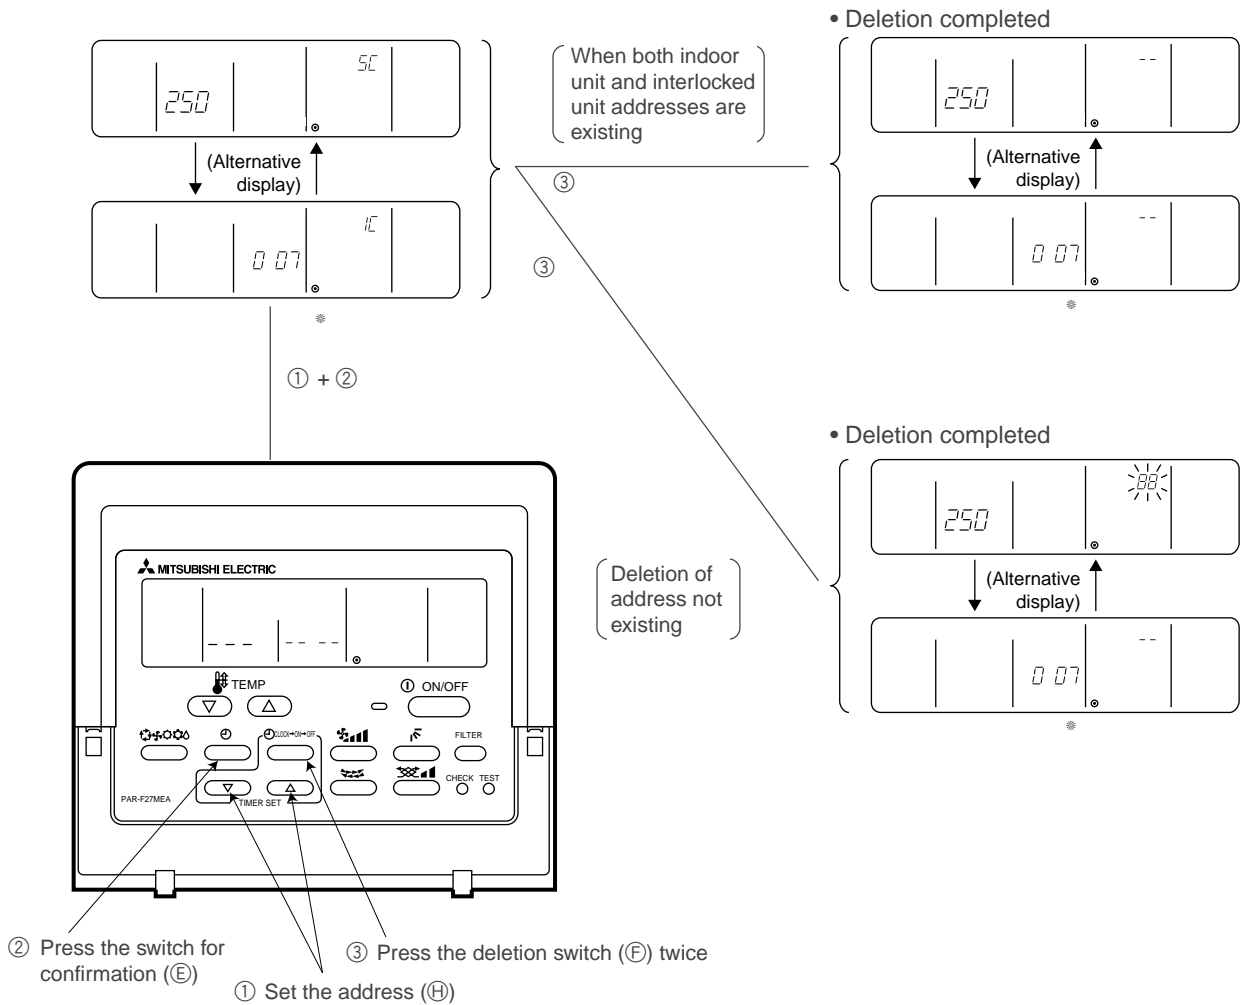 • Deletion completed
SC
250
(Alternative
display)
IC
0 07
When both indoor
unit and interlocked
unit addresses are
existing
③
③
--
250
(Alternative
display)
--
0 07
① + ②
• Deletion completed
88
250
(Alternative
display)
--
0 07
Deletion of
address not
existing
MITSUBISHI ELECTRIC
--- -- --
TEMP
ON/OFF
CLOCK→ON→OFF
FILTER
CHECK TEST
PAR-F27MEA
TIMER SET
② Press the switch for
confirmation (Ⓔ)
③ Press the deletion switch (Ⓕ) twice
① Set the address (Ⓗ)